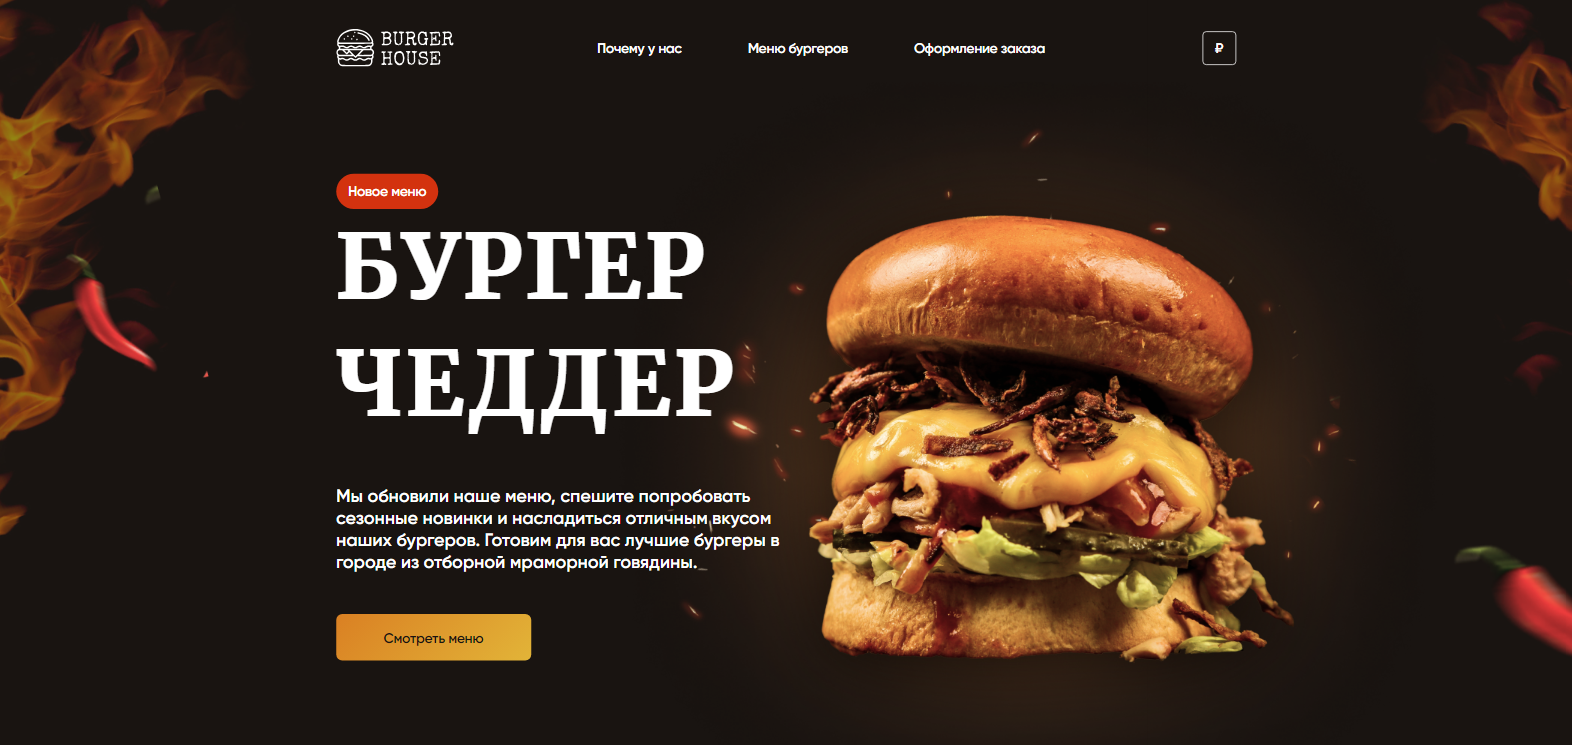 BURGER
HOUSE
Почему у нас
Меню бургеров
Оформление заказа
₽
Новое меню
БУРГЕР
ЧЕДДЕР
Мы обновили наше меню, спешите попробовать
сезонные новинки и насладиться отличным вкусом
наших бургеров. Готовим для вас лучшие бургеры в
городе из отборной мраморной говядины.
Смотреть меню